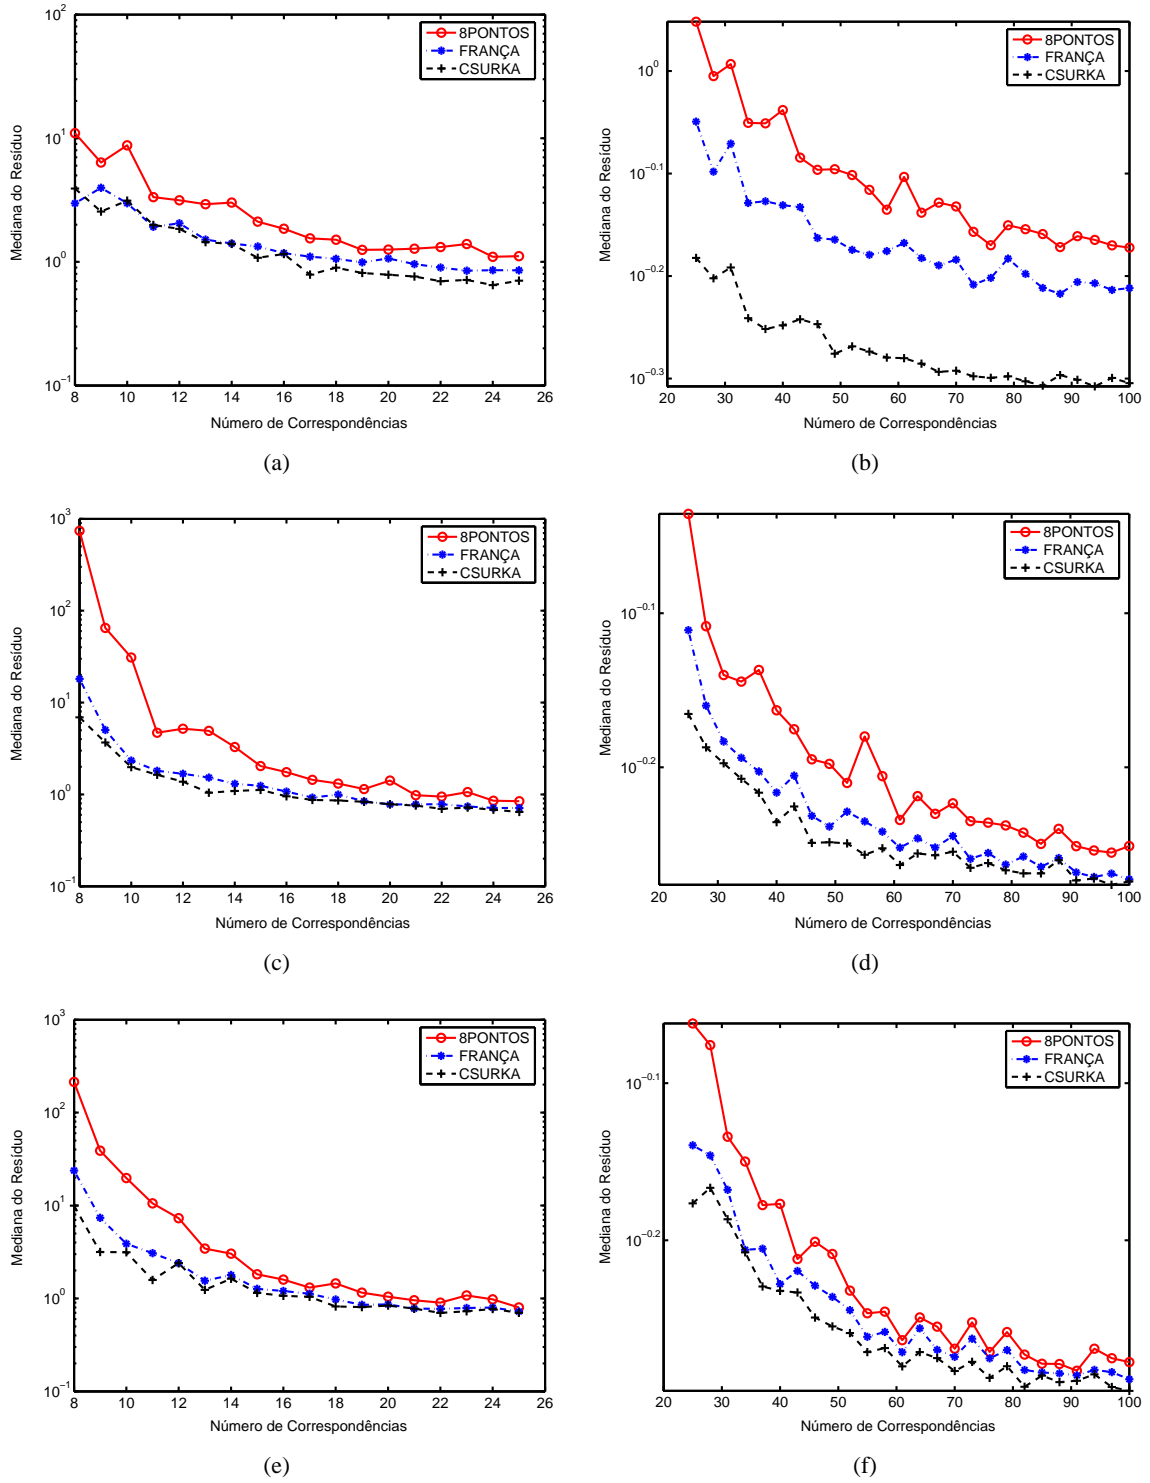 10^2
10^1
10^0
10^−1
8 10 12 14 16 18 20 22 24 26
Mediana do Resíduo
Número de Correspondências
8PONTOS
FRANÇA
CSURKA
(a)
10^0
10^−0.1
10^−0.2
10^−0.3
20 30 40 50 60 70 80 90 100
Mediana do Resíduo
Número de Correspondências
8PONTOS
FRANÇA
CSURKA
(b)
10^3
10^2
10^1
10^0
10^−1
8 10 12 14 16 18 20 22 24 26
Mediana do Resíduo
Número de Correspondências
8PONTOS
FRANÇA
CSURKA
(c)
10^−0.1
10^−0.2
20 30 40 50 60 70 80 90 100
Mediana do Resíduo
Número de Correspondências
8PONTOS
FRANÇA
CSURKA
(d)
10^3
10^2
10^1
10^0
10^−1
8 10 12 14 16 18 20 22 24 26
Mediana do Resíduo
Número de Correspondências
8PONTOS
FRANÇA
CSURKA
(e)
10^−0.1
10^−0.2
20 30 40 50 60 70 80 90 100
Mediana do Resíduo
Número de Correspondências
8PONTOS
FRANÇA
CSURKA
(f)